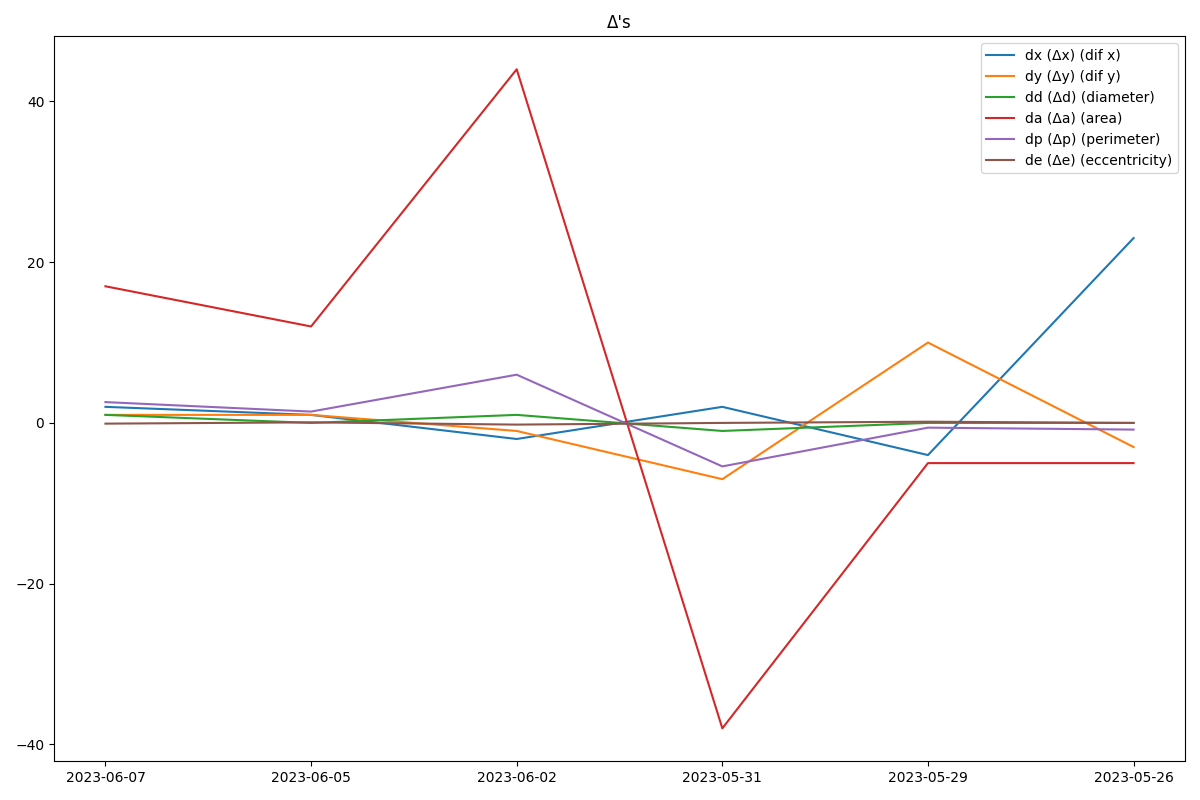 Δ's
dx (Δx) (dif x)
dy (Δy) (dif y)
dd (Δd) (diameter)
da (Δa) (area)
dp (Δp) (perimeter)
de (Δe) (eccentricity)
40
20
0
−20
−40
2023-06-07 2023-06-05 2023-06-02 2023-05-31 2023-05-29 2023-05-26